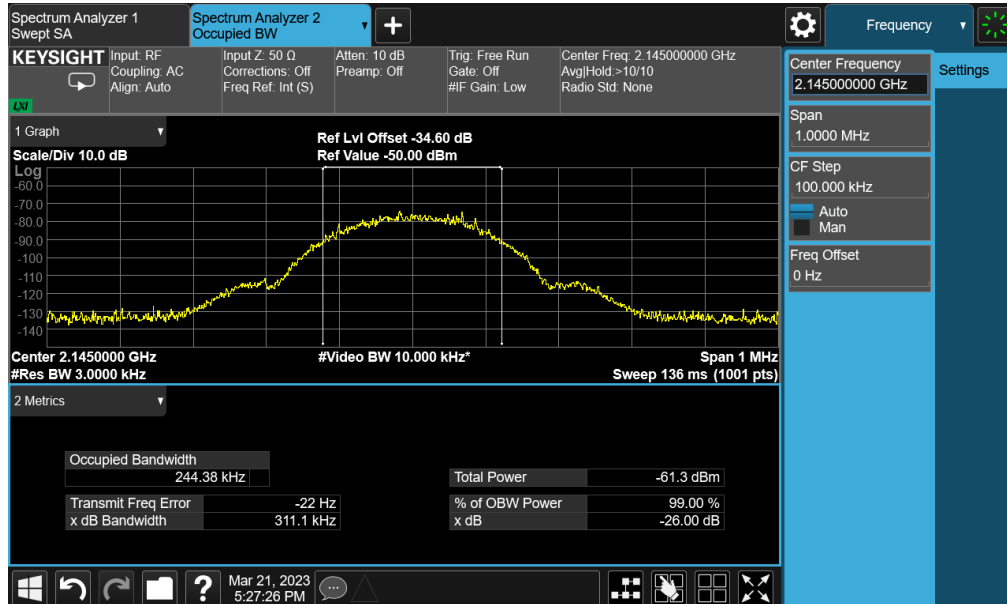 Spectrum Analyzer 1
Swept SA
Spectrum Analyzer 2
Occupied BW
+
Frequency
KEYSIGHT
LXI
Input: RF
Coupling: AC
Align: Auto
Input Z: 50 Ω
Corrections: Off
Freq Ref: Int (S)
Atten: 10 dB
Preamp: Off
Trig: Free Run
Gate: Off
#IF Gain: Low
Center Freq: 2.145000000 GHz
Avg|Hold:>10/10
Radio Std: None
Center Frequency
2.145000000 GHz
Settings
Span
1.0000 MHz
CF Step
100.000 kHz
Auto
Man
Freq Offset
0 Hz
1 Graph
Scale/Div 10.0 dB
Ref Lvl Offset -34.60 dB
Ref Value -50.00 dBm
Log
-60.0
-70.0
-80.0
-90.0
-100
-110
-120
-130
-140
Center 2.1450000 GHz
#Res BW 3.0000 kHz
#Video BW 10.000 kHz*
Span 1 MHz
Sweep 136 ms (1001 pts)
2 Metrics
Occupied Bandwidth
244.38 kHz
Transmit Freq Error -22 Hz
x dB Bandwidth 311.1 kHz
Total Power -61.3 dBm
% of OBW Power 99.00 %
x dB -26.00 dB
?
Mar 21, 2023
5:27:26 PM